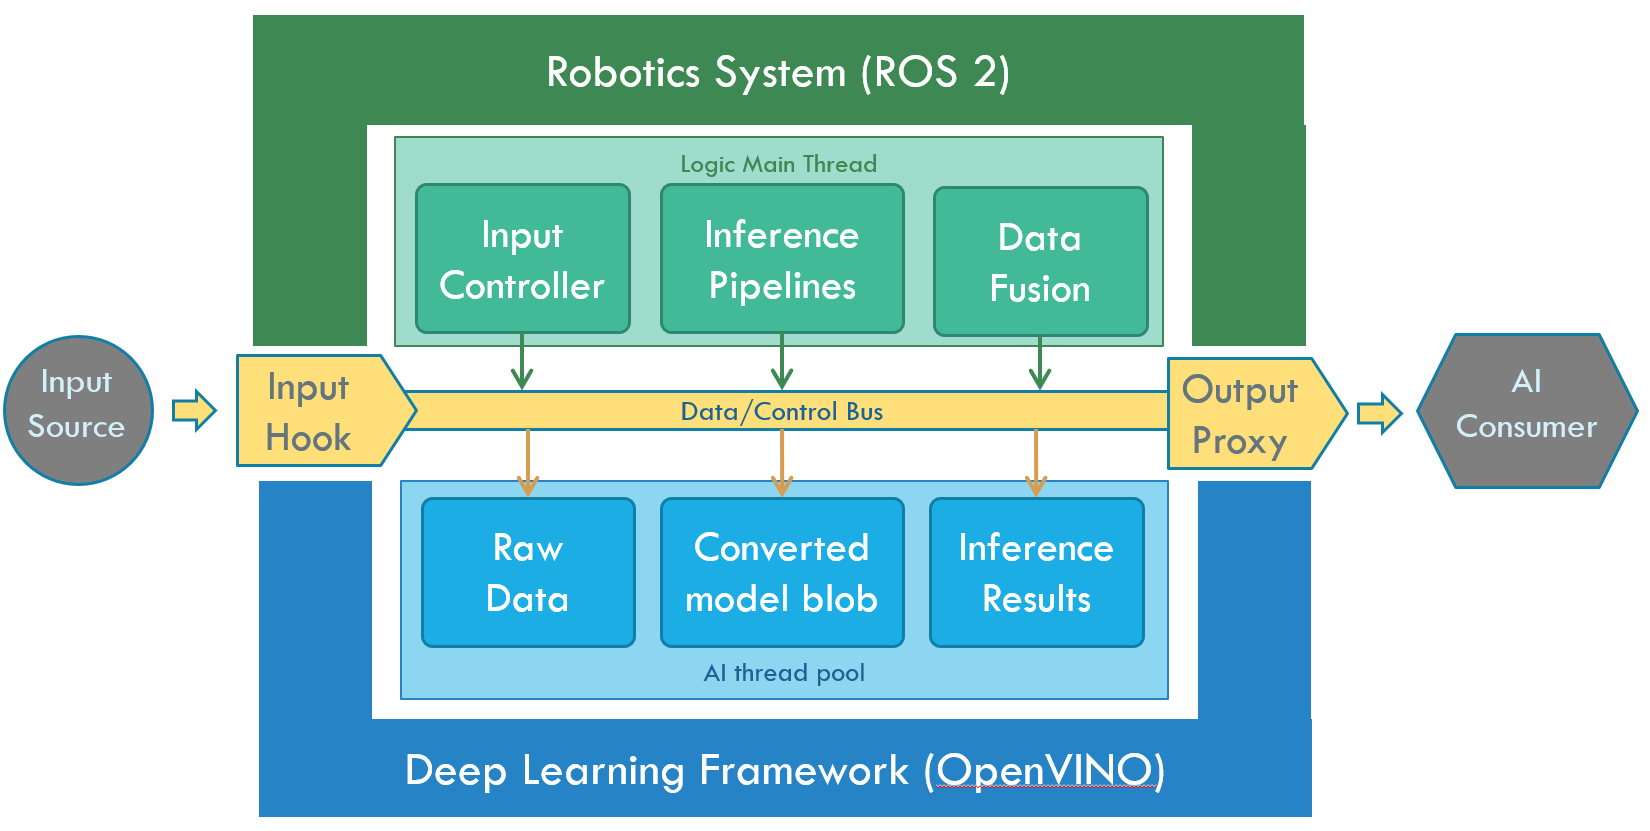 Robotics System (ROS 2)
Logic Main Thread
Input
Controller
Inference
Pipelines
Data
Fusion
Input
Source
Input
Hook
Data/Control Bus
Output
Proxy
AI
Consumer
Raw
Data
Converted
model blob
Inference
Results
AI thread pool
Deep Learning Framework (OpenVINO)